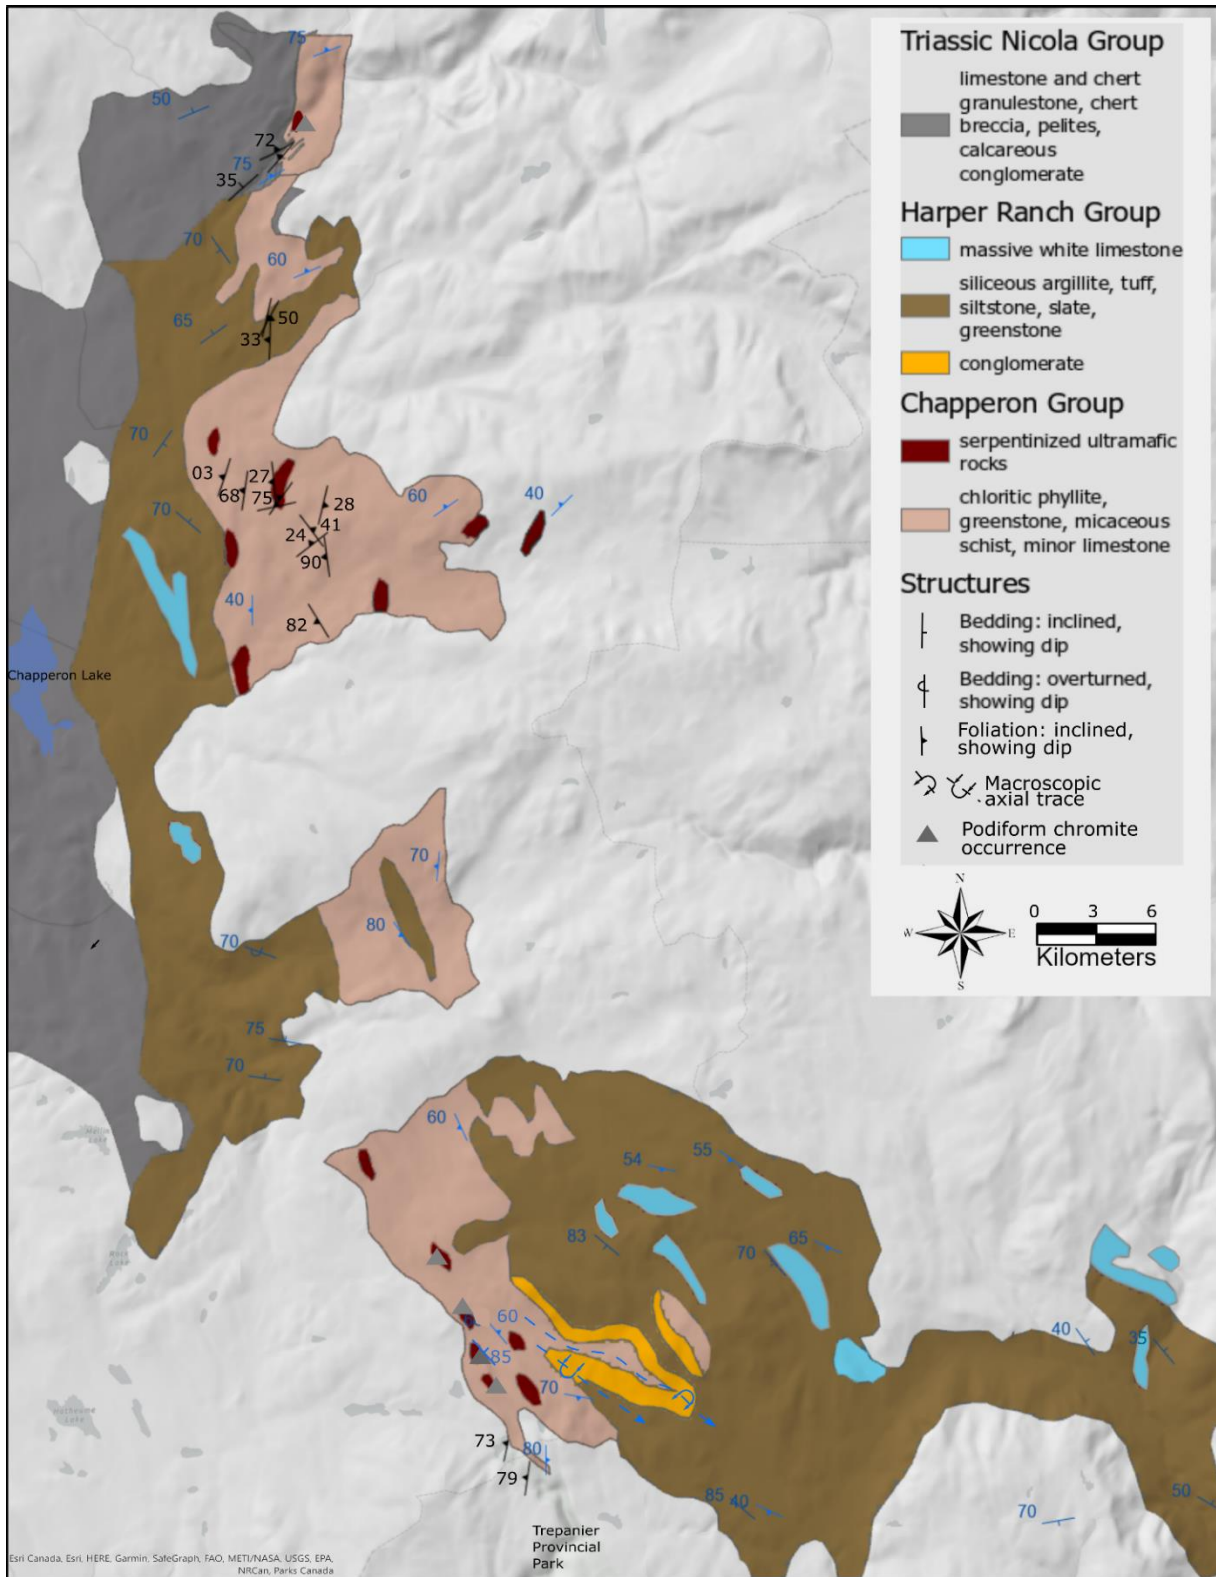 Triassic Nicola Group
limestone and chert
granulestone, chert
breccia, pelites,
calcareous
conglomerate
Harper Ranch Group
massive white limestone
siliceous argillite, tuff,
siltstone, slate,
greenstone
conglomerate
Chapperon Group
serpentinized ultramafic
rocks
chloritic phyllite,
greenstone, micaceous
schist, minor limestone
Structures
Bedding: inclined,
showing dip
Bedding: overturned,
showing dip
Foliation: inclined,
showing dip
Macroscopic
axial trace
Podiform chromite
occurrence
N
W E
S
0 3 6
Kilometers
75
50
72
75
35
70
60
65
50
33
70
03
27
68
75
28
60
40
70
41
24
90
40
82
Chapperon Lake
70
80
70
75
70
60
54
55
83
70
65
60
85
70
40
35
73
80
79
85 40
70
50
Trepanier
Provincial
Park
Esri Canada, Esri, HERE, Garmin, SafeGraph, FAO, METI/NASA, USGS, EPA,
NRCan, Parks Canada